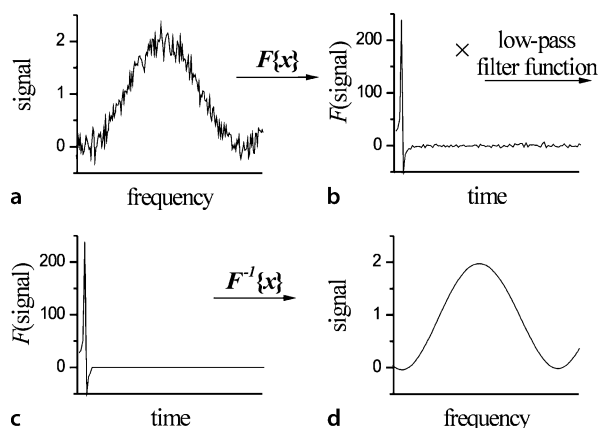 2
1
0
signal
frequency
a
F{x}
200
100
0
F(signal)
time
b
×
low-pass
filter function
200
100
0
F(signal)
time
c
F⁻¹{x}
2
1
0
signal
frequency
d